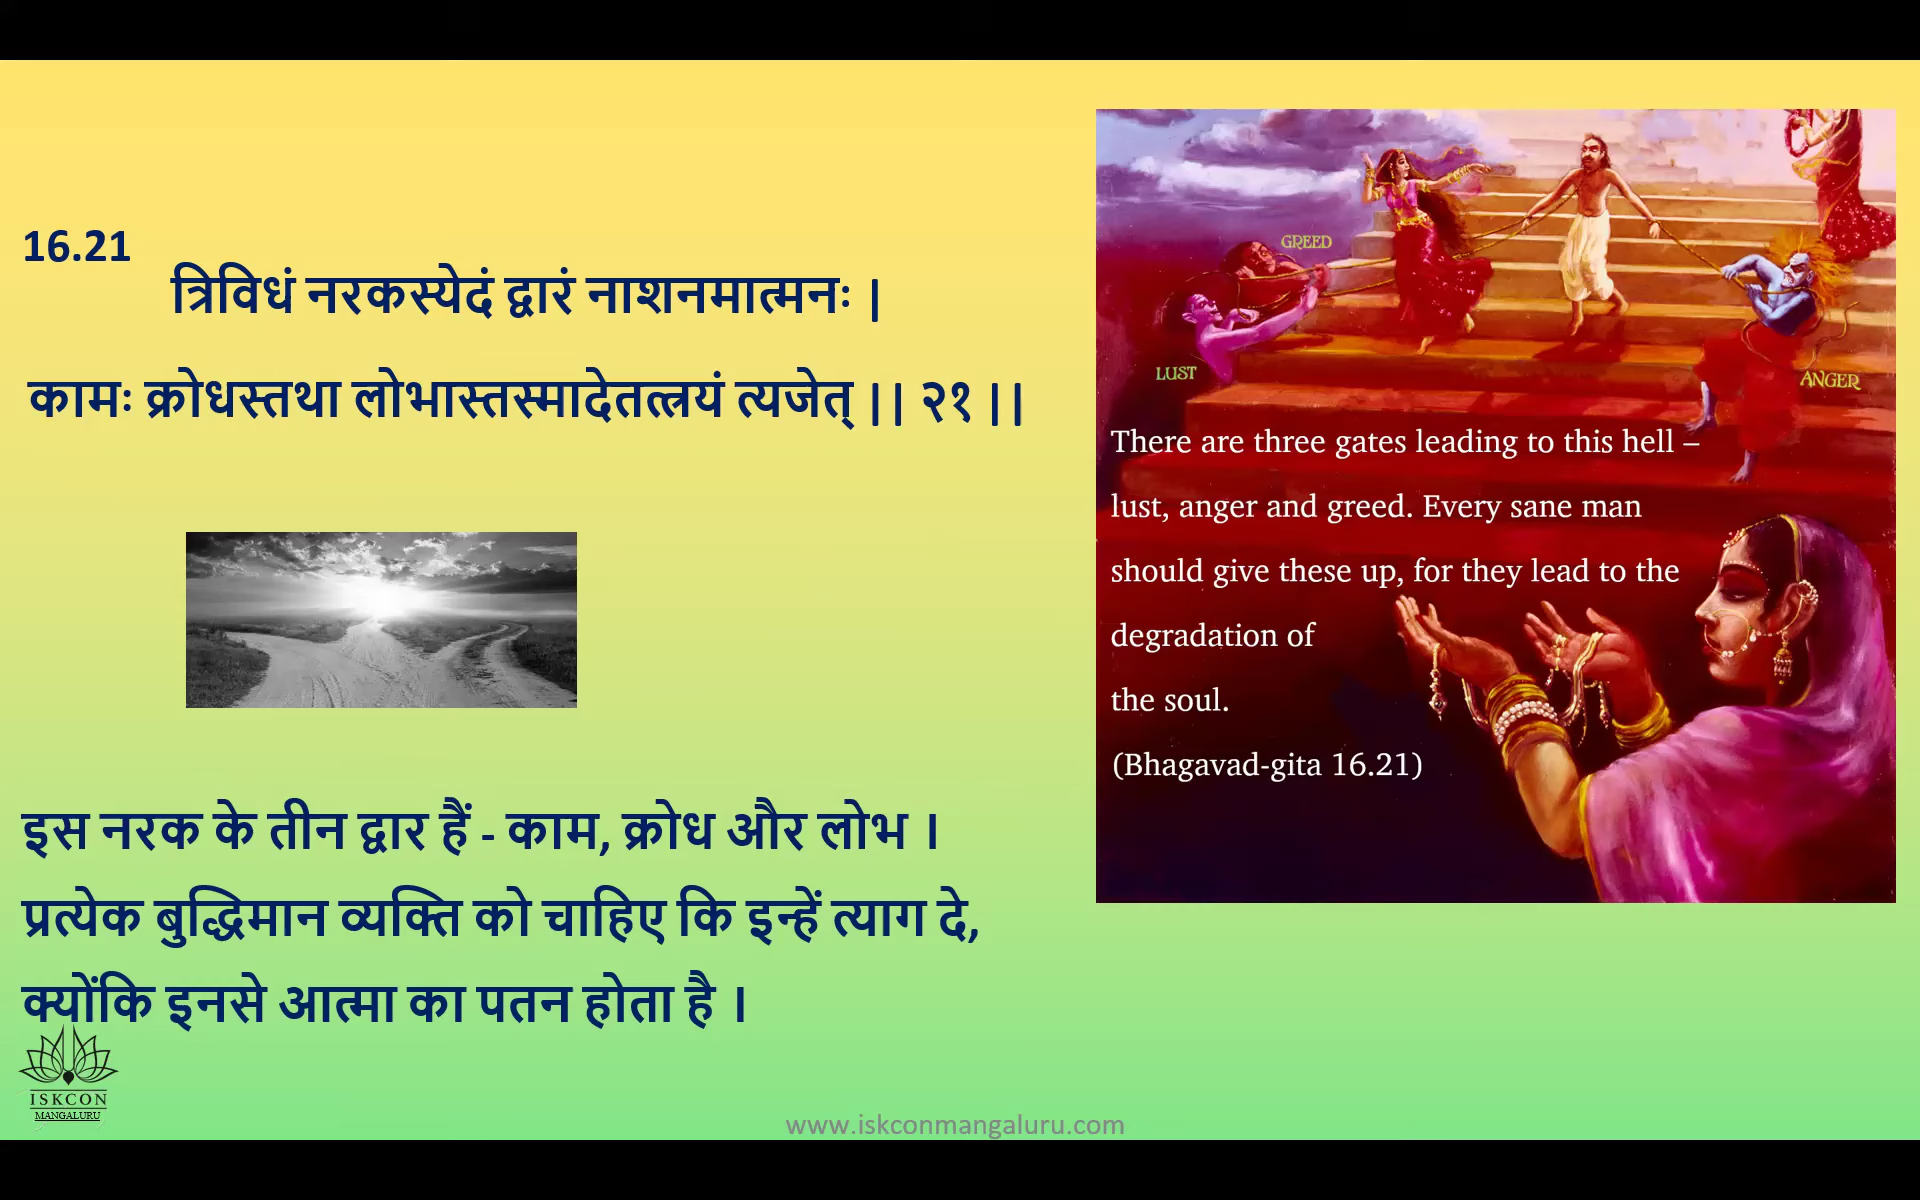 16.21
त्रिविधं नरकस्येदं द्वारं नाशनमात्मनः |
कामः क्रोधस्तथा लोभास्तस्मादेतत्त्रयं त्यजेत् || २१ ||
इस नरक के तीन द्वार हैं - काम, क्रोध और लोभ ।
प्रत्येक बुद्धिमान व्यक्ति को चाहिए कि इन्हें त्याग दे,
क्योंकि इनसे आत्मा का पतन होता है ।
GREED
LUST
ANGER
There are three gates leading to this hell –
lust, anger and greed. Every sane man
should give these up, for they lead to the
degradation of
the soul.
(Bhagavad-gita 16.21)
ISKCON
MANGALURU
www.iskconmangaluru.com